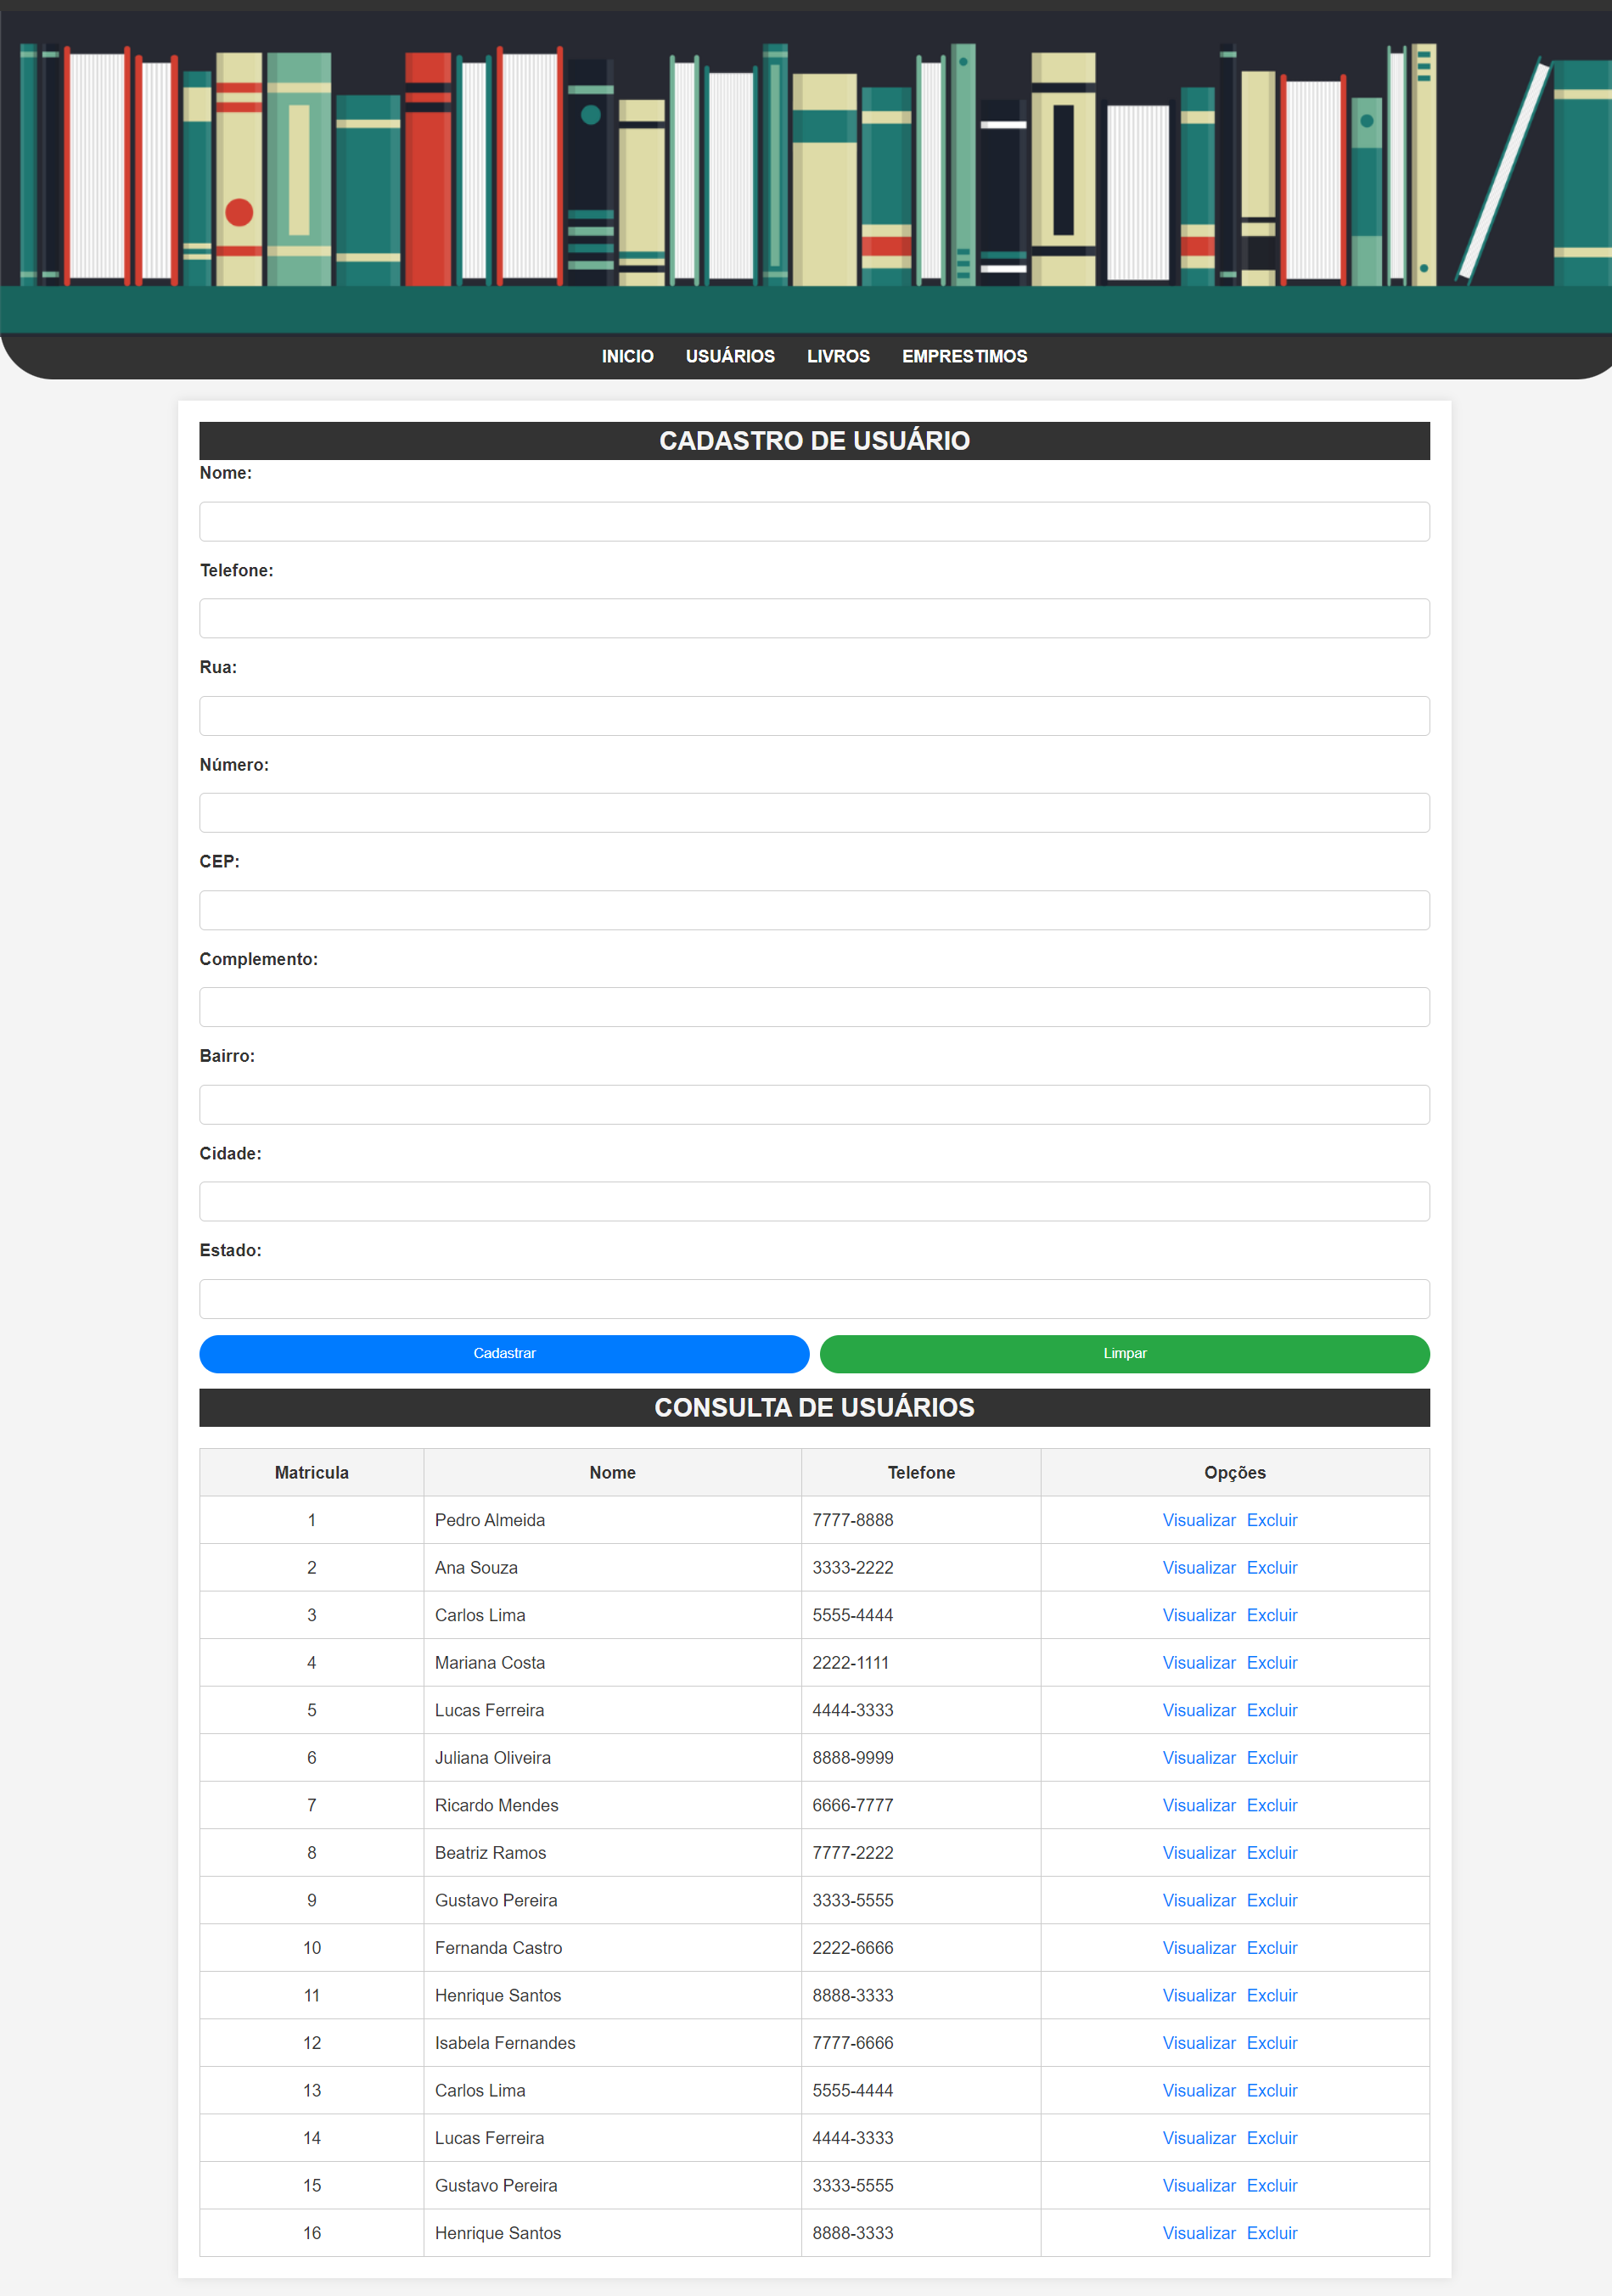 INICIO USUÁRIOS LIVROS EMPRESTIMOS
CADASTRO DE USUÁRIO
Nome:
Telefone:
Rua:
Número:
CEP:
Complemento:
Bairro:
Cidade:
Estado:
Cadastrar Limpar
CONSULTA DE USUÁRIOS
Matricula Nome Telefone Opções
1 Pedro Almeida 7777-8888 Visualizar Excluir
2 Ana Souza 3333-2222 Visualizar Excluir
3 Carlos Lima 5555-4444 Visualizar Excluir
4 Mariana Costa 2222-1111 Visualizar Excluir
5 Lucas Ferreira 4444-3333 Visualizar Excluir
6 Juliana Oliveira 8888-9999 Visualizar Excluir
7 Ricardo Mendes 6666-7777 Visualizar Excluir
8 Beatriz Ramos 7777-2222 Visualizar Excluir
9 Gustavo Pereira 3333-5555 Visualizar Excluir
10 Fernanda Castro 2222-6666 Visualizar Excluir
11 Henrique Santos 8888-3333 Visualizar Excluir
12 Isabela Fernandes 7777-6666 Visualizar Excluir
13 Carlos Lima 5555-4444 Visualizar Excluir
14 Lucas Ferreira 4444-3333 Visualizar Excluir
15 Gustavo Pereira 3333-5555 Visualizar Excluir
16 Henrique Santos 8888-3333 Visualizar Excluir